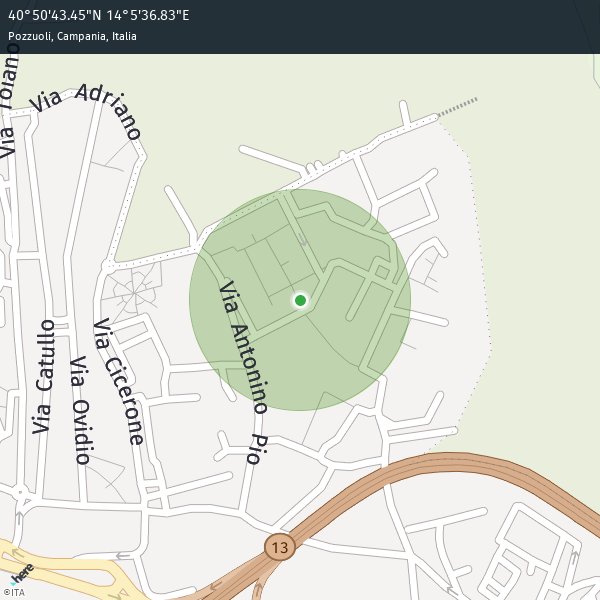 40°50'43.45"N 14°5'36.83"E
Pozzuoli, Campania, Italia
Via Toiano
Via Adriano
Via Antonino Pio
Via Catullo
Via Ovidio
Via Cicerone
13
here
©ITA